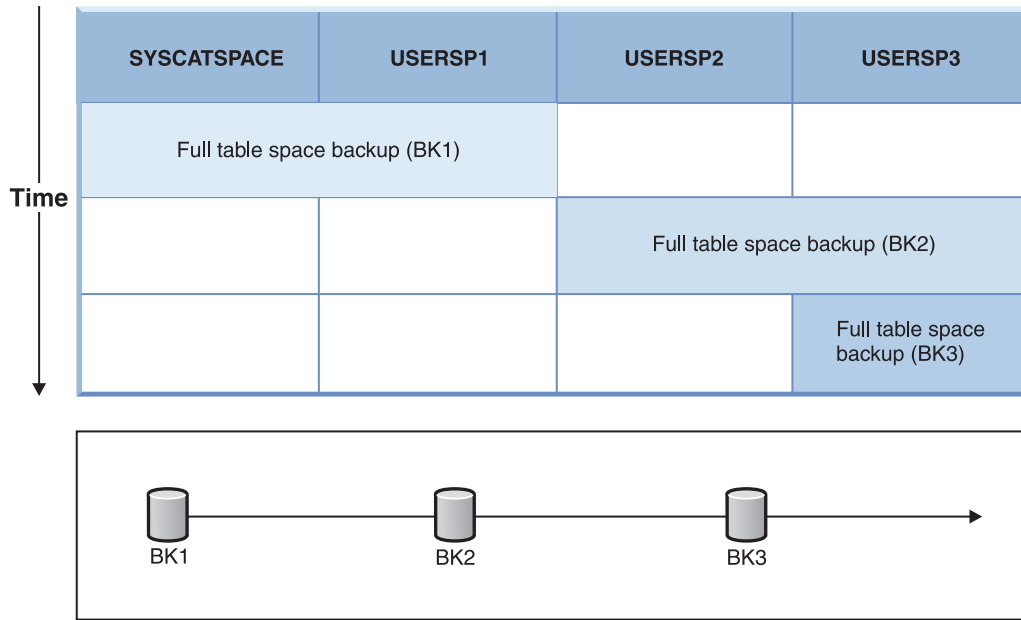 SYSCATSPACE USERSP1 USERSP2 USERSP3
Full table space backup (BK1)
Time
Full table space backup (BK2)
Full table space
backup (BK3)
BK1 BK2 BK3